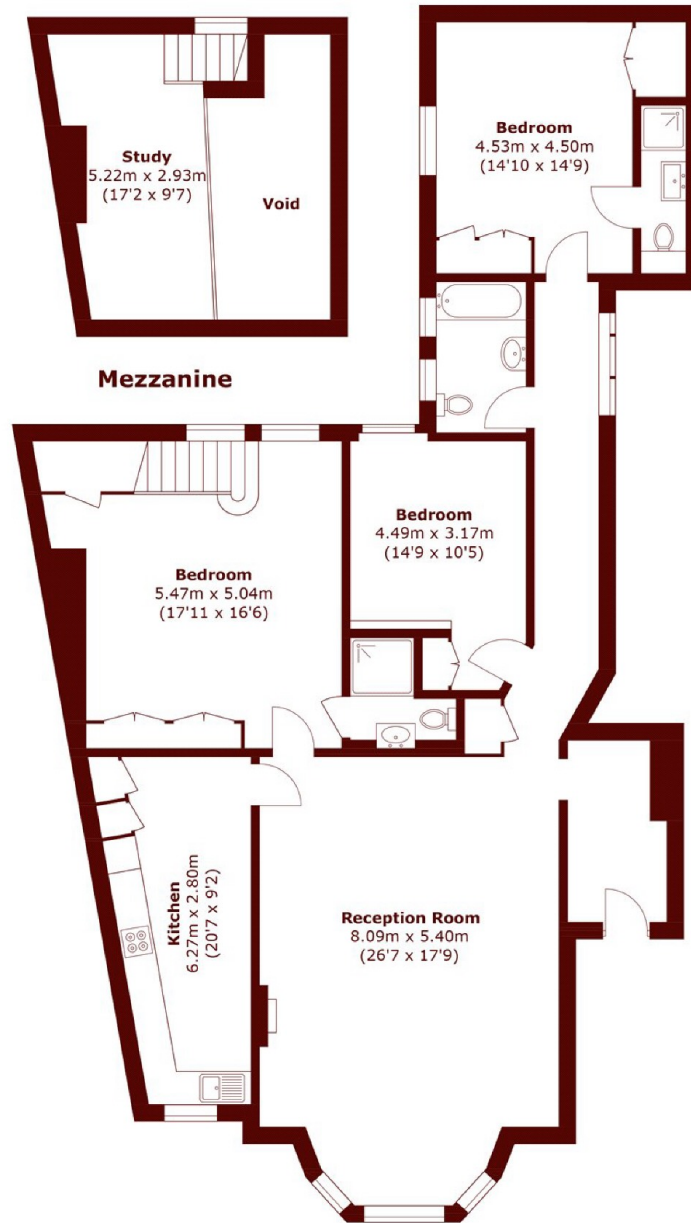 Study
5.22m x 2.93m
(17'2 x 9'7)
Void
Bedroom
4.53m x 4.50m
(14'10 x 14'9)
Mezzanine
Bedroom
4.49m x 3.17m
(14'9 x 10'5)
Bedroom
5.47m x 5.04m
(17'11 x 16'6)
Kitchen
6.27m x 2.80m
(20'7 x 9'2)
Reception Room
8.09m x 5.40m
(26'7 x 17'9)